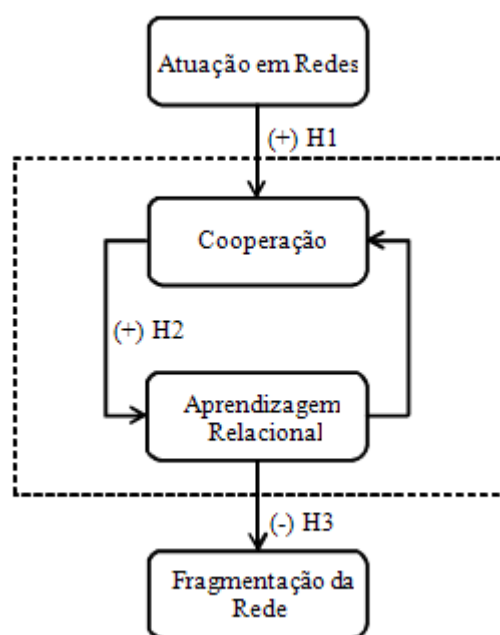 Atuação em Redes
(+) H1
Cooperação
(+) H2
Aprendizagem
Relacional
(-) H3
Fragmentação da
Rede